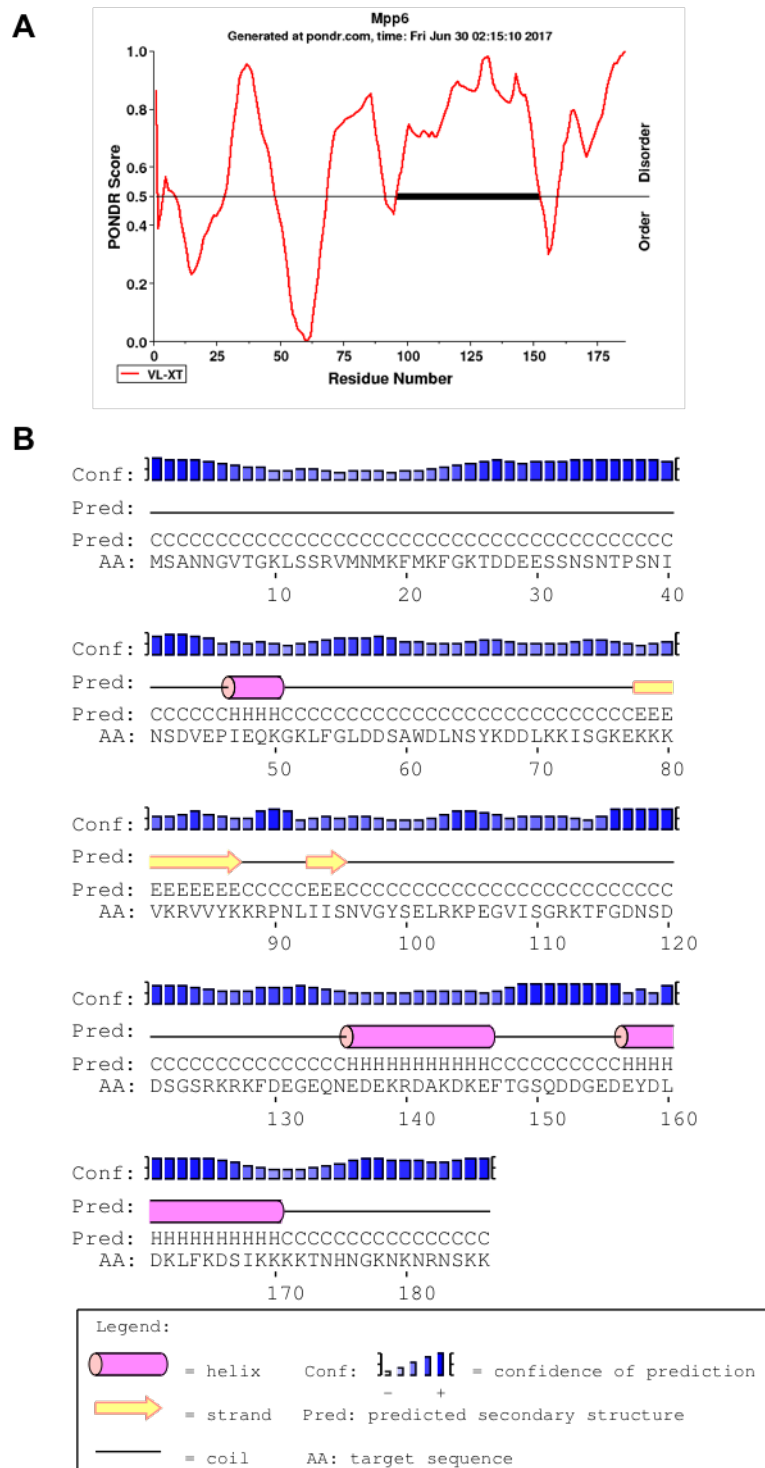 A
Mpp6
Generated at pondr.com, time: Fri Jun 30 02:15:10 2017
PONDR Score
1.0
0.8
0.6
0.5
0.4
0.2
0.0
Disorder
Order
0 25 50 75 100 125 150 175
VL-XT
Residue Number
B
Conf:
Pred:
Pred: CCCCCCCCCCCCCCCCCCCCCCCCCCCCCCCCCCCCCCCC
AA: MSANNGVTGKLSSRVMNMKFMKFGKTDDEESSNSNTPSNI
10 20 30 40
Conf:
Pred:
Pred: CCCCCCHHHHCCCCCCCCCCCCCCCCCCCCCCCCCCCEEE
AA: NSDVEPIEQKGKLFGLDDSAWDLNSYKDDLKKISGKEKKK
50 60 70 80
Conf:
Pred:
Pred: EEEEEEECCCCCEEECCCCCCCCCCCCCCCCCCCCCCCCC
AA: VKRVVYKKRPNLIISNVGYSELRKPEGVISGRKTFGDNSD
90 100 110 120
Conf:
Pred:
Pred: CCCCCCCCCCCCCCCHHHHHHHHHHHCCCCCCCCCCHHHH
AA: DSGSRKRKFDEGEQNEDEKRDAKDKEFTGSQDDGEDEYDL
130 140 150 160
Conf:
Pred:
Pred: HHHHHHHHHHCCCCCCCCCCCCCCCC
AA: DKLFKDSIKKKKTNHNGKNKNRNSKK
170 180
Legend:
= helix Conf: = confidence of prediction
- +
= strand Pred: predicted secondary structure
= coil AA: target sequence